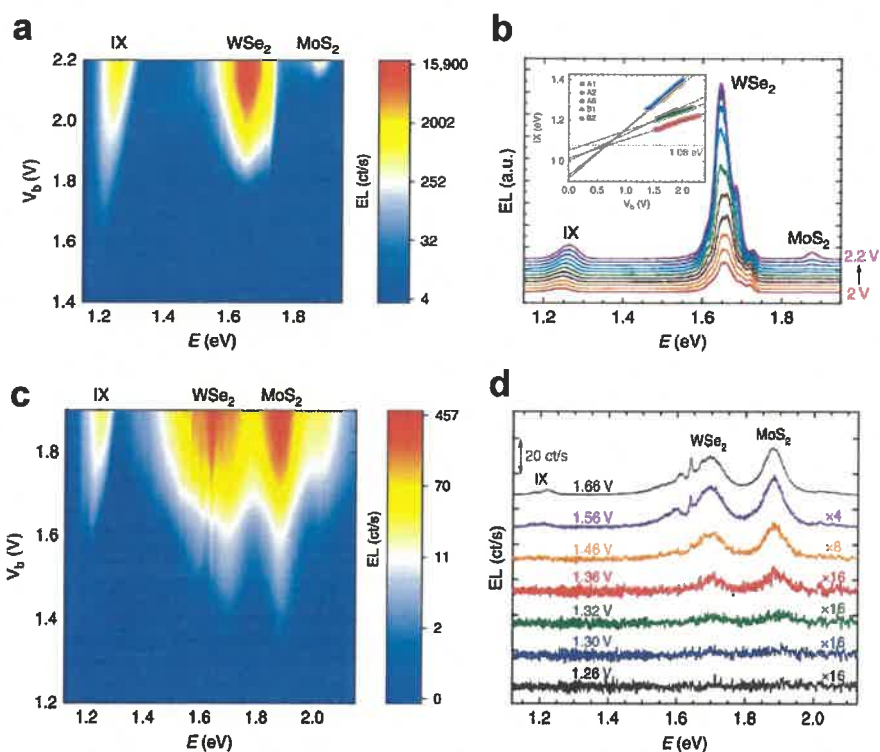 a
IX WSe₂ MoS₂
2.2
2.0
1.8
1.6
1.4
V_b (V)
1.2 1.4 1.6 1.8
E (eV)
15,900
2002
252
32
4
EL (ct/s)
b
WSe₂
IX
MoS₂
2.2 V
2 V
EL (a.u.)
1.2 1.4 1.6 1.8
E (eV)
A1
A2
B1
B2
1.4
1.2
1.0
IX (eV)
1.08 eV
0.0 0.5 1.0 1.5 2.0
V_b (V)
c
IX WSe₂ MoS₂
1.8
1.6
1.4
1.2
V_b (V)
1.2 1.4 1.6 1.8 2.0
E (eV)
457
70
11
2
0
EL (ct/s)
d
20 ct/s
IX
WSe₂
MoS₂
1.66 V
1.56 V ×4
1.46 V ×8
1.36 V ×16
1.32 V ×16
1.30 V ×16
1.26 V ×16
EL (ct/s)
1.2 1.4 1.6 1.8 2.0
E (eV)